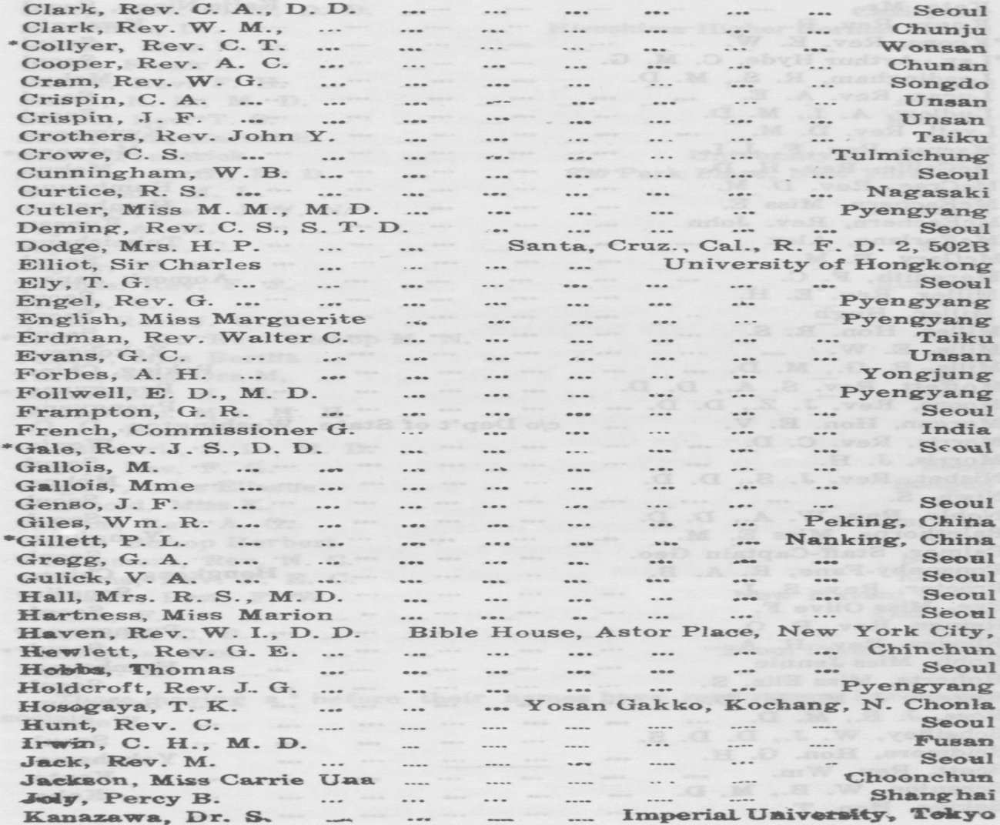 Clark, Rev. C. A., D. D. ... ... ... ... ... ... Seoul
Clark, Rev. W. M., ... ... ... ... ... ... ... Chunju
*Collyer, Rev. C. T. ... ... ... ... ... ... ... Wonsan
Cooper, Rev. A. C. ... ... ... ... ... ... ... Chunan
Cram, Rev. W. G. ... ... ... ... ... ... ... Songdo
Crispin, C. A. ... ... ... ... ... ... ... ... Unsan
Crispin, J. F. ... ... ... ... ... ... ... ... Unsan
Crothers, Rev. John Y. ... ... ... ... ... ... Taiku
Crowe, C. S. ... ... ... ... ... ... ... Tulmichung
Cunningham, W. B. ... ... ... ... ... ... ... Seoul
Curtice, R. S. ... ... ... ... ... ... ... Nagasaki
Cutler, Miss M. M., M. D. ... ... ... ... ... Pyengyang
Deming, Rev. C. S., S. T. D. ... ... ... ... ... Seoul
Dodge, Mrs. H. P. ... ... Santa, Cruz., Cal., R. F. D. 2, 502B
Elliot, Sir Charles ... ... ... ... University of Hongkong
Ely, T. G. ... ... ... ... ... ... ... ... Seoul
Engel, Rev. G. ... ... ... ... ... ... ... Pyengyang
English, Miss Marguerite ... ... ... ... ... Pyengyang
Erdman, Rev. Walter C. ... ... ... ... ... ... Taiku
Evans, G. C. ... ... ... ... ... ... ... ... Unsan
Forbes, A. H. ... ... ... ... ... ... ... Yongjung
Follwell, E. D., M. D. ... ... ... ... ... Pyengyang
Frampton, G. R. ... ... ... ... ... ... ... Seoul
French, Commissioner G. ... ... ... ... ... ... India
*Gale, Rev. J. S., D. D. ... ... ... ... ... ... Seoul
Gallois, M. ... ... ... ... ... ... ...
Gallois, Mme ... ... ... ... ... ... ...
Genso, J. F. ... ... ... ... ... ... ... ... Seoul
Giles, Wm. R. ... ... ... ... ... ... Peking, China
*Gillett, P. L. ... ... ... ... ... ... ... Nanking, China
Gregg, G. A. ... ... ... ... ... ... ... ... Seoul
Gulick, V. A. ... ... ... ... ... ... ... ... Seoul
Hall, Mrs. R. S., M. D. ... ... ... ... ... ... Seoul
Hartness, Miss Marion ... ... ... ... ... ... Seoul
Haven, Rev. W. I., D. D. Bible House, Astor Place, New York City,
Hewlett, Rev. G. E. ... ... ... ... ... ... ... Chinchun
Hobbs, Thomas ... ... ... ... ... ... ... Seoul
Holdcroft, Rev. J. G. ... ... ... ... ... ... Pyengyang
Hosogiya, T. K. ... ... ... Yosan Gakko, Kochang, N. Chonla
Hunt, Rev. C. ... ... ... ... ... ... ... Seoul
Irwin, C. H., M. D. ... ... ... ... ... Fusan
Jack, Rev. M. ... ... ... ... ... ... ... Seoul
Jackson, Miss Carrie Una ... ... ... ... ... Choonchun
Joly, Percy B. ... ... ... ... ... ... Shanghai
Kanazawa, Dr. S. ... ... ... ... Imperial University, Tokyo